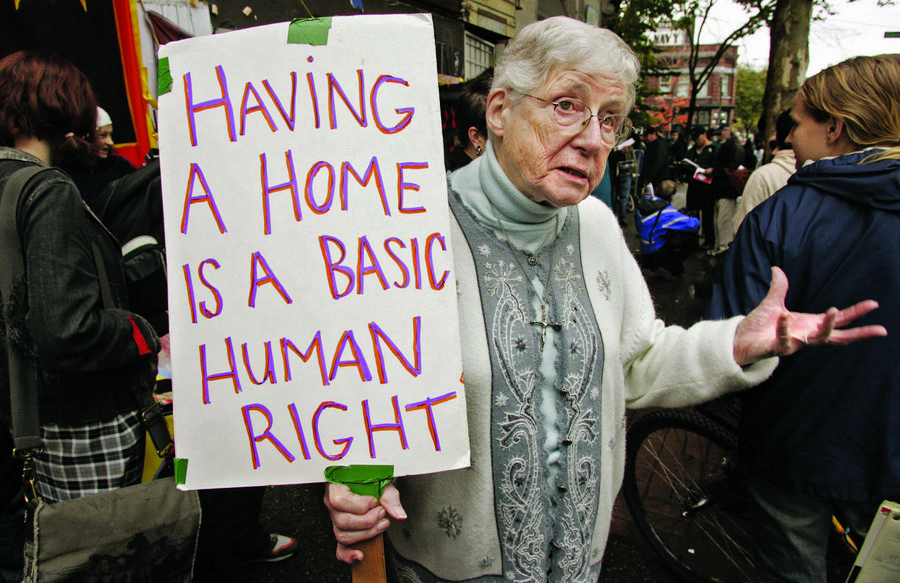 HAViNG
A HOME
IS A BASIC
HUMAN
RIGHT